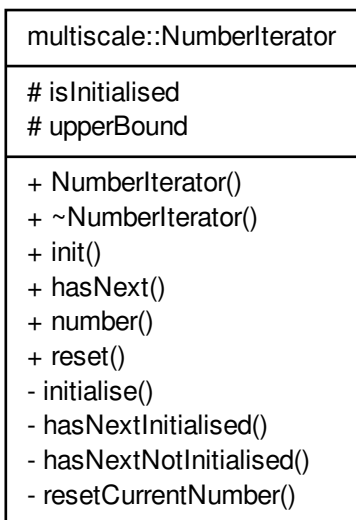 multiscale::NumberIterator
# isInitialised
# upperBound
+ NumberIterator()
+ ~NumberIterator()
+ init()
+ hasNext()
+ number()
+ reset()
- initialise()
- hasNextInitialised()
- hasNextNotInitialised()
- resetCurrentNumber()